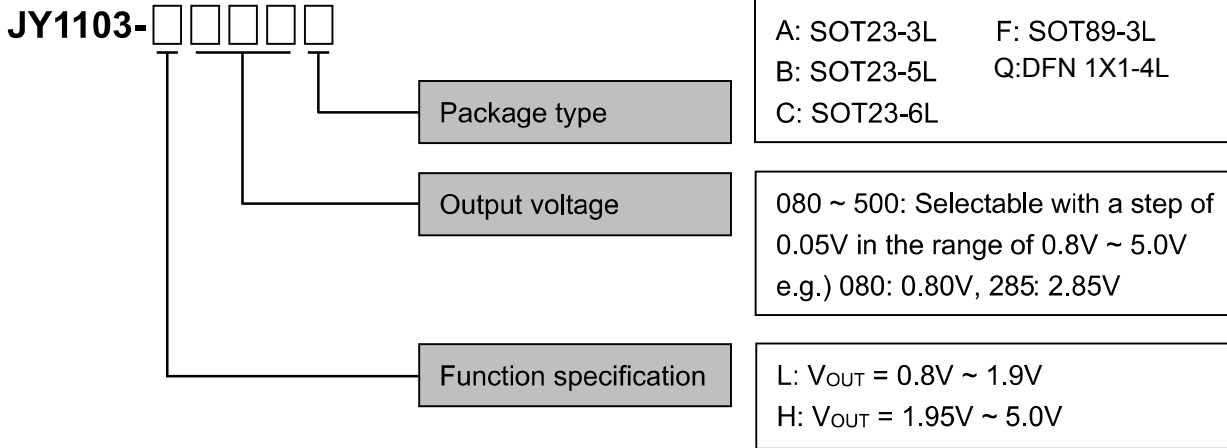 JY1103-□□□□□
Package type
A: SOT23-3L F: SOT89-3L
B: SOT23-5L Q:DFN 1X1-4L
C: SOT23-6L
Output voltage
080 ~ 500: Selectable with a step of
0.05V in the range of 0.8V ~ 5.0V
e.g.) 080: 0.80V, 285: 2.85V
Function specification
L: VOUT = 0.8V ~ 1.9V
H: VOUT = 1.95V ~ 5.0V